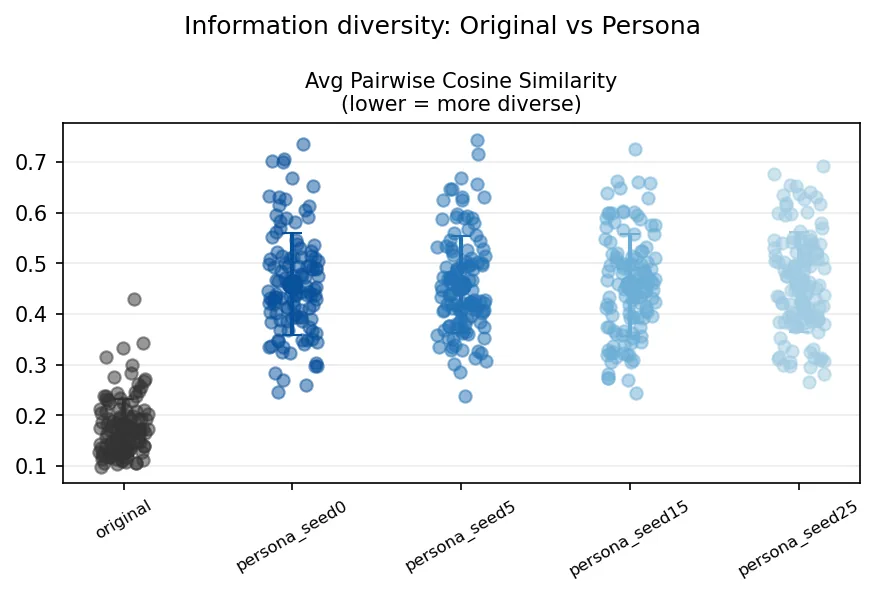 Information diversity: Original vs Persona
Avg Pairwise Cosine Similarity
(lower = more diverse)
0.7
0.6
0.5
0.4
0.3
0.2
0.1
original
persona_seed0
persona_seed5
persona_seed15
persona_seed25